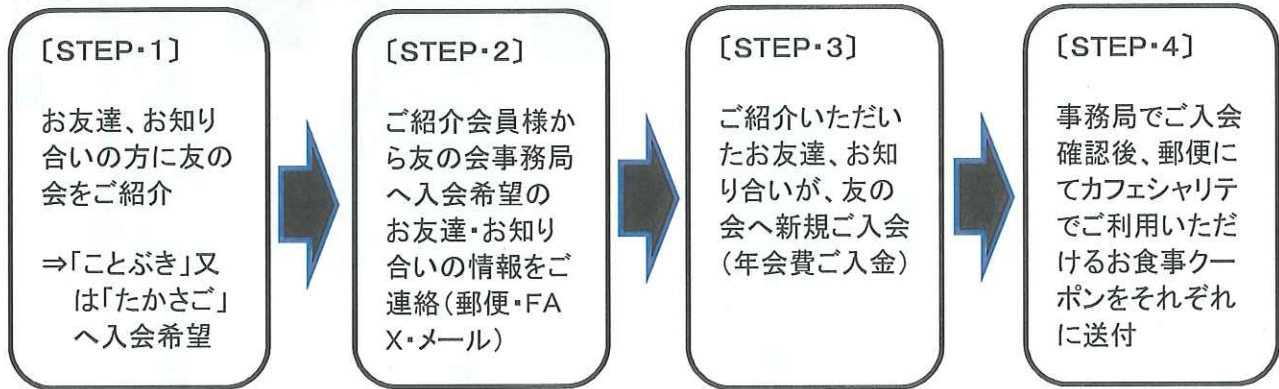 〔STEP・1〕
お友達、お知り
合いの方に友の
会をご紹介
⇒「ことぶき」又
は「たかさご」
へ入会希望
〔STEP・2〕
ご紹介会員様か
ら友の会事務局
へ入会希望の
お友達・お知り
合いの情報をご
連絡(郵便・FA
X・メール)
〔STEP・3〕
ご紹介いただい
たお友達、お知
り合いが、友の
会へ新規ご入会
(年会費ご入金)
〔STEP・4〕
事務局でご入会
確認後、郵便に
てカフェシャリテ
でご利用いただ
けるお食事クー
ポンをそれぞれ
に送付